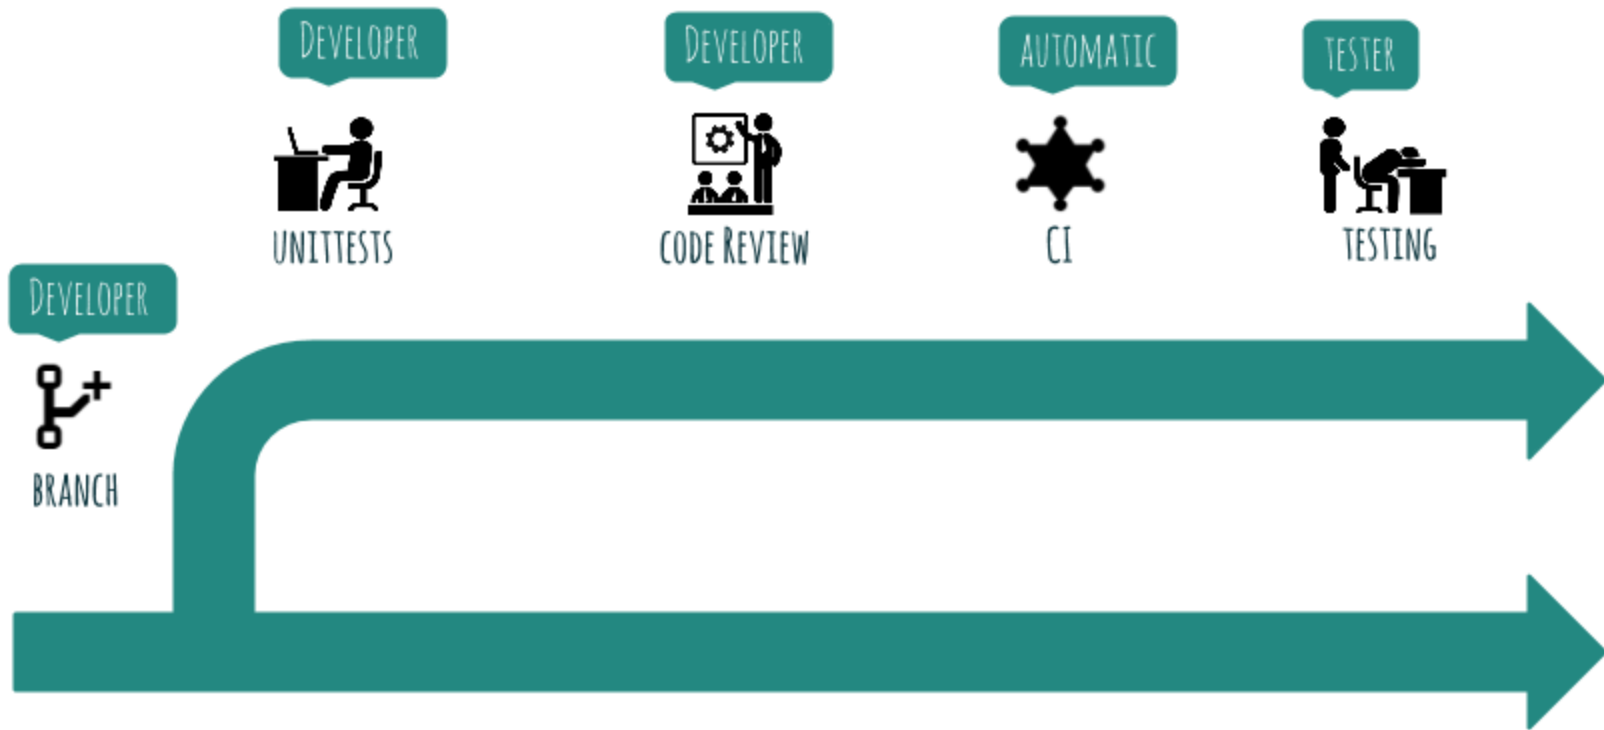 DEVELOPER
UNITTESTS
DEVELOPER
CODE REVIEW
AUTOMATIC
CI
TESTER
TESTING
DEVELOPER
BRANCH